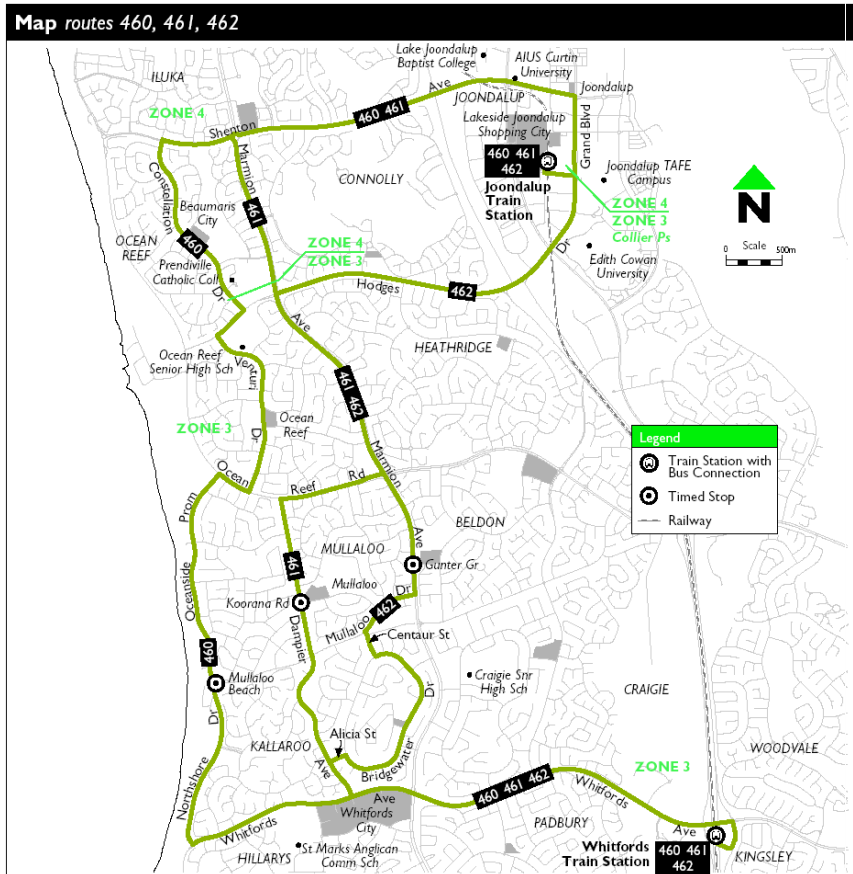 Map routes 460, 461, 462
Lake Joondalup
Baptist College
AIUS Curtin
University
ILUKA
Ave
JOONDALUP
Joondalup
ZONE 4
460 461
Shenton
Lakeside Joondalup
Shopping City
Grand Blvd
Marmion
460 461
462
Joondalup
Train
Station
Joondalup TAFE
Campus
CONNOLLY
Constellation
461
Beaumaris
City
ZONE 4
ZONE 3
Collier Ps
N
OCEAN
REEF
460
ZONE 4
ZONE 3
Dr
Edith Cowan
University
Scale
0 500m
Prendiville
Catholic Coll
Dr
Hodges
462
Ave
Ocean Reef
Senior High Sch
Venturi
HEATHRIDGE
461 462
Ocean
Reef
ZONE 3
Dr
Legend
Train Station with
Bus Connection
Timed Stop
Railway
Marmion
Ocean
Reef
Rd
Prom
Ave
BELDON
MULLALOO
Gunter Gr
461
Mullaloo
Dr
Oceanside
Koorana Rd
462
Mullaloo
Centaur St
Dampier
460
Mullaloo
Beach
Craigie Snr
High Sch
Dr
CRAIGIE
Dr
Alicia St
KALLAROO
WOODVALE
Bridgewater
ZONE 3
Ave
Northshore
460 461 462
Whitfords
Ave
Whitfords
City
Whitfords
PADBURY
Ave
Whitfords
Train Station
460 461
462
HILLARYS
St Marks Anglican
Comm Sch
KINGSLEY